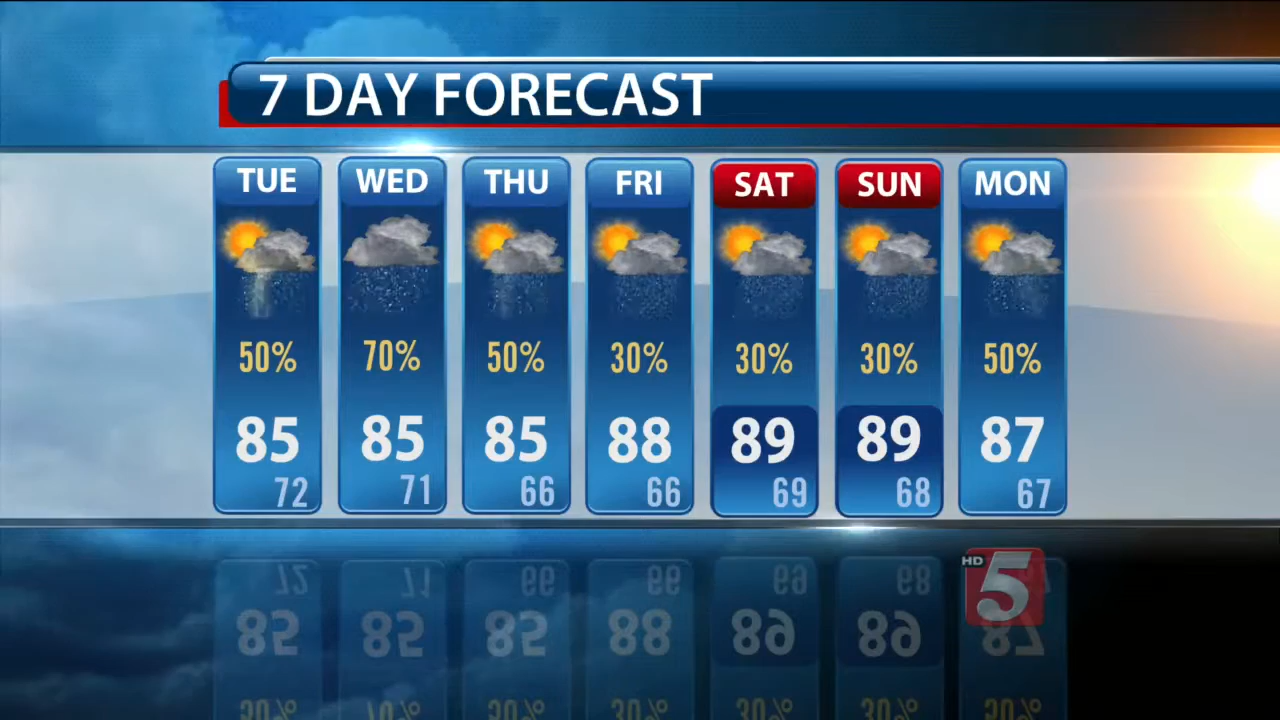 7 DAY FORECAST
TUE WED THU FRI SAT SUN MON
50% 70% 50% 30% 30% 30% 50%
85 85 85 88 89 89 87
72 71 66 66 69 68 67
HD 5